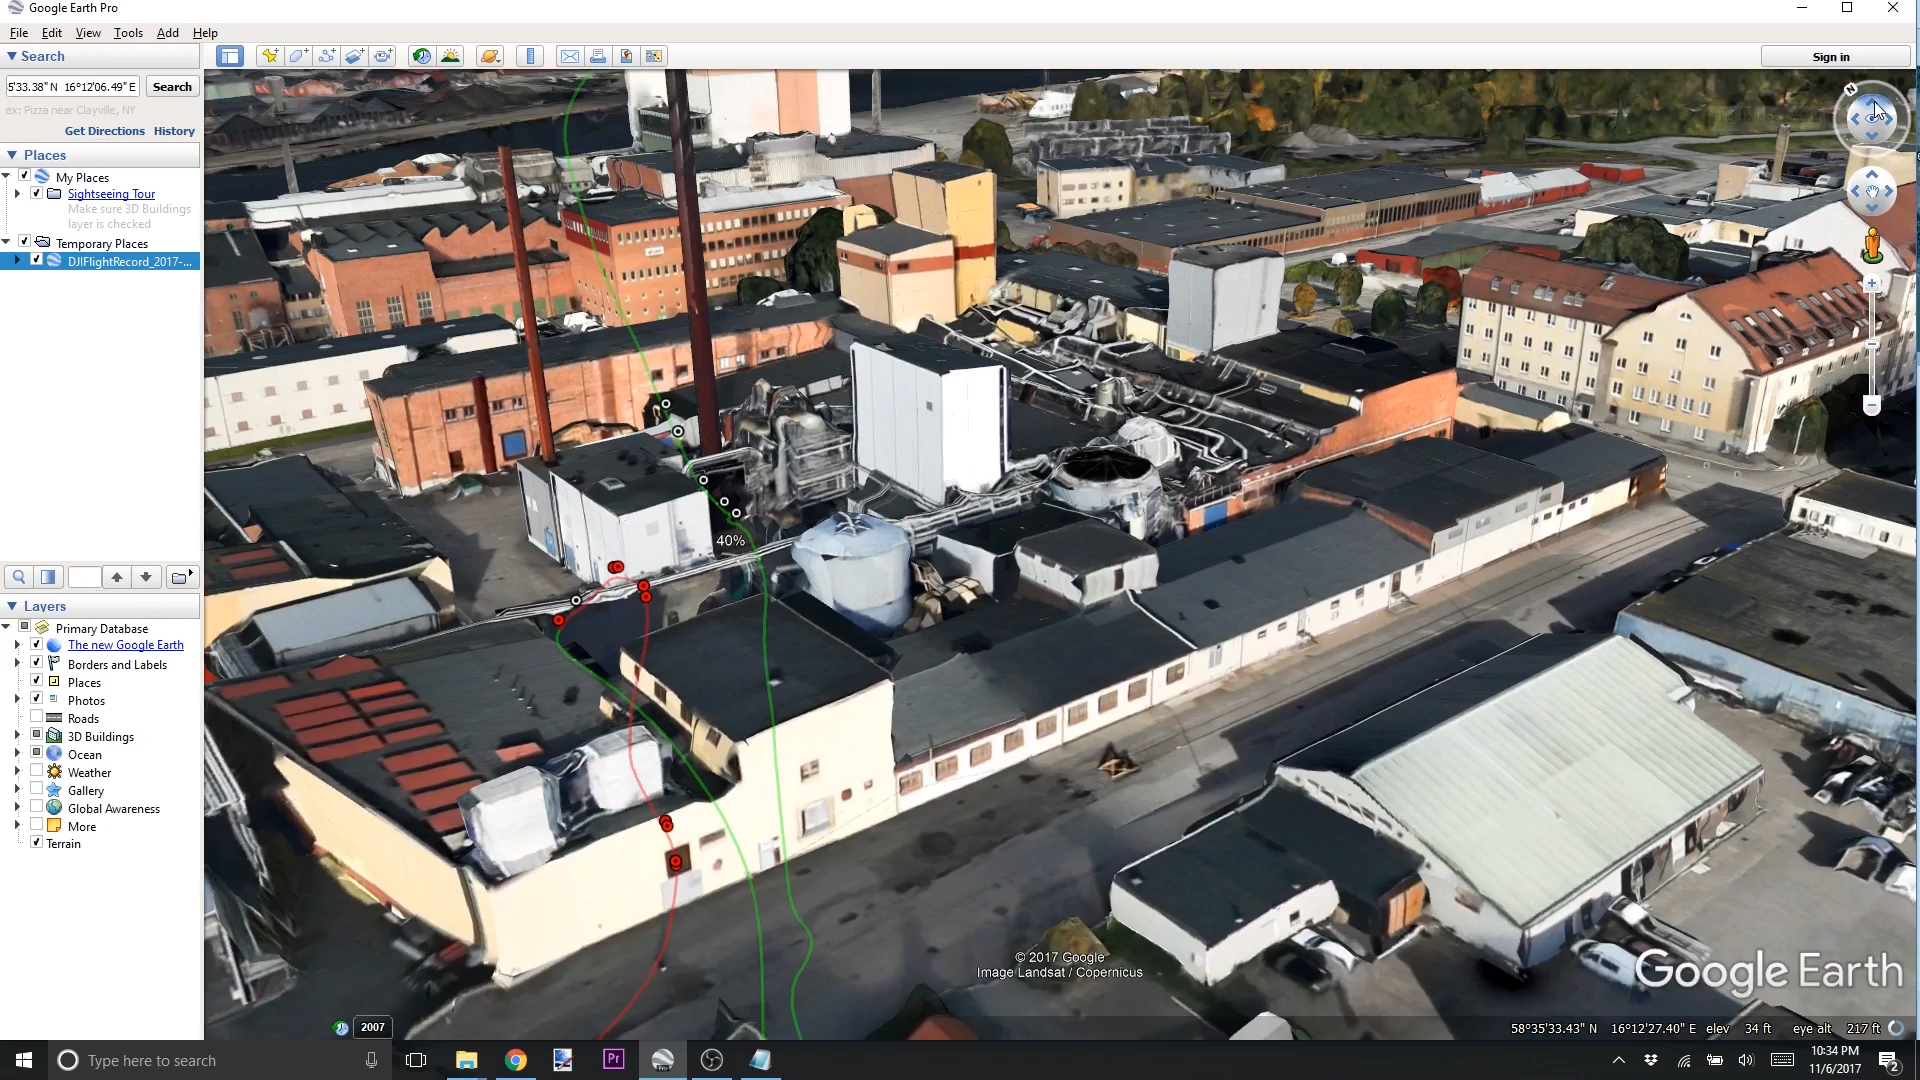 Google Earth Pro
File Edit View Tools Add Help
Search
5'33.38" N 16°12'06.49" E Search
ex: Pizza near Clayville, NY
Get Directions History
Places
My Places
Sightseeing Tour
Make sure 3D Buildings
layer is checked
Temporary Places
DJIFlightRecord_2017-...
Sign in
N
40%
Layers
Primary Database
The new Google Earth
Borders and Labels
Places
Photos
Roads
3D Buildings
Ocean
Weather
Gallery
Global Awareness
More
Terrain
© 2017 Google
Image Landsat / Copernicus
Google Earth
2007
58°35'33.43" N 16°12'27.40" E elev 34 ft eye alt 217 ft
Type here to search
Pr
10:34 PM
11/6/2017
2